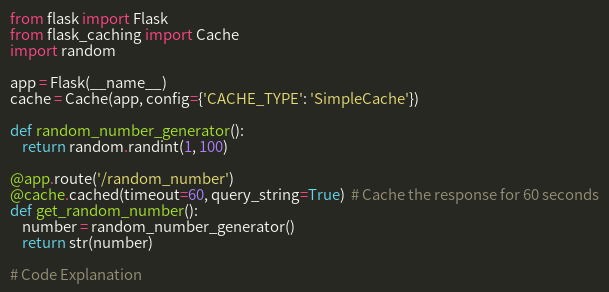 from flask import Flask
from flask_caching import Cache
import random

app = Flask(__name__)
cache = Cache(app, config={'CACHE_TYPE': 'SimpleCache'})

def random_number_generator():
    return random.randint(1, 100)

@app.route('/random_number')
@cache.cached(timeout=60, query_string=True)  # Cache the response for 60 seconds
def get_random_number():
    number = random_number_generator()
    return str(number)

# Code Explanation